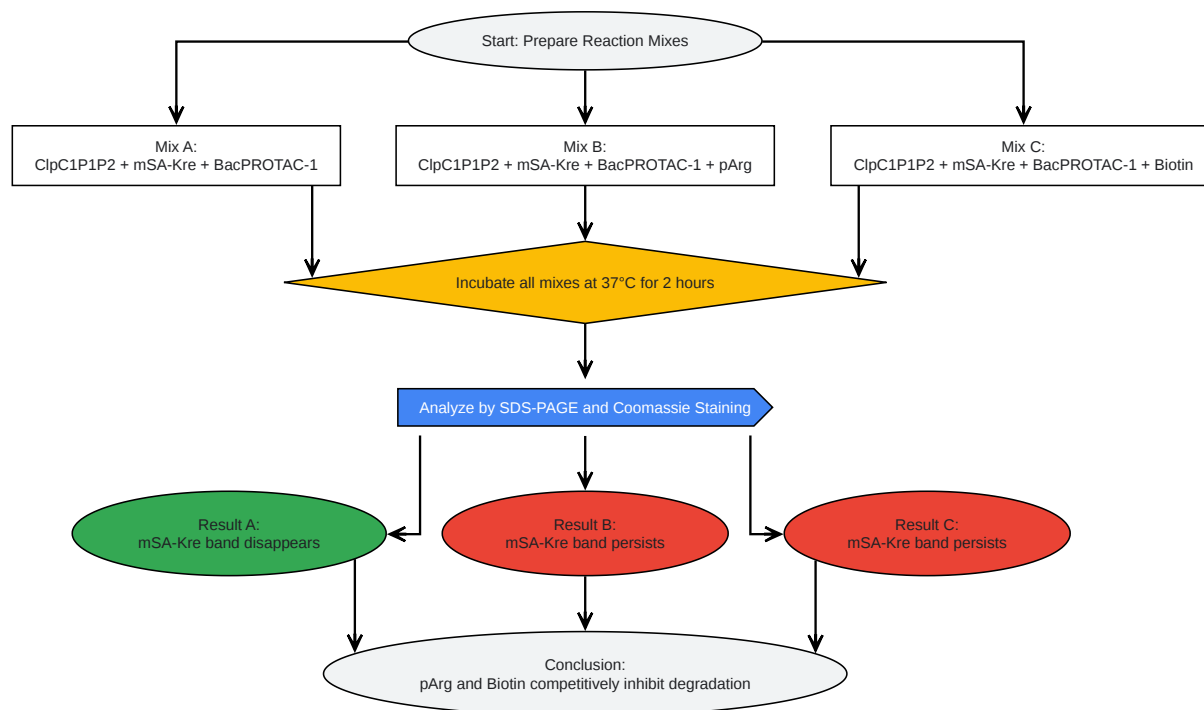 Start: Prepare Reaction Mixes
Mix A:
ClpC1P1P2 + mSA-Kre + BacPROTAC-1
Mix B:
ClpC1P1P2 + mSA-Kre + BacPROTAC-1 + pArg
Mix C:
ClpC1P1P2 + mSA-Kre + BacPROTAC-1 + Biotin
Incubate all mixes at 37°C for 2 hours
Analyze by SDS-PAGE and Coomassie Staining
Result A:
mSA-Kre band disappears
Result B:
mSA-Kre band persists
Result C:
mSA-Kre band persists
Conclusion:
pArg and Biotin competitively inhibit degradation